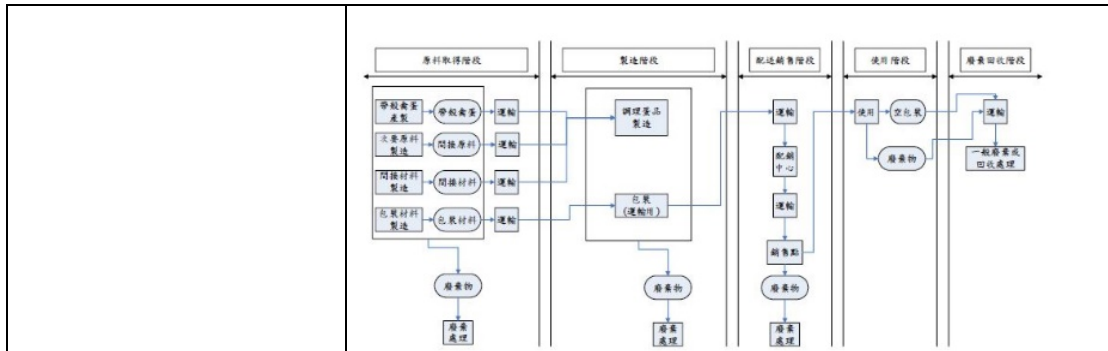 原料取得階段
製造階段
配送銷售階段
使用階段
廢棄回收階段
帶殼禽蛋
產製
帶殼禽蛋
運輸
次要原料
製造
間接原料
運輸
間接材料
製造
間接材料
運輸
包裝材料
製造
包裝材料
運輸
廢棄物
廢棄
處理
調理蛋品
製造
包裝
(運輸用)
廢棄物
廢棄
處理
運輸
配銷
中心
運輸
銷售點
廢棄物
廢棄
處理
使用
空包裝
廢棄物
運輸
一般廢棄或
回收處理